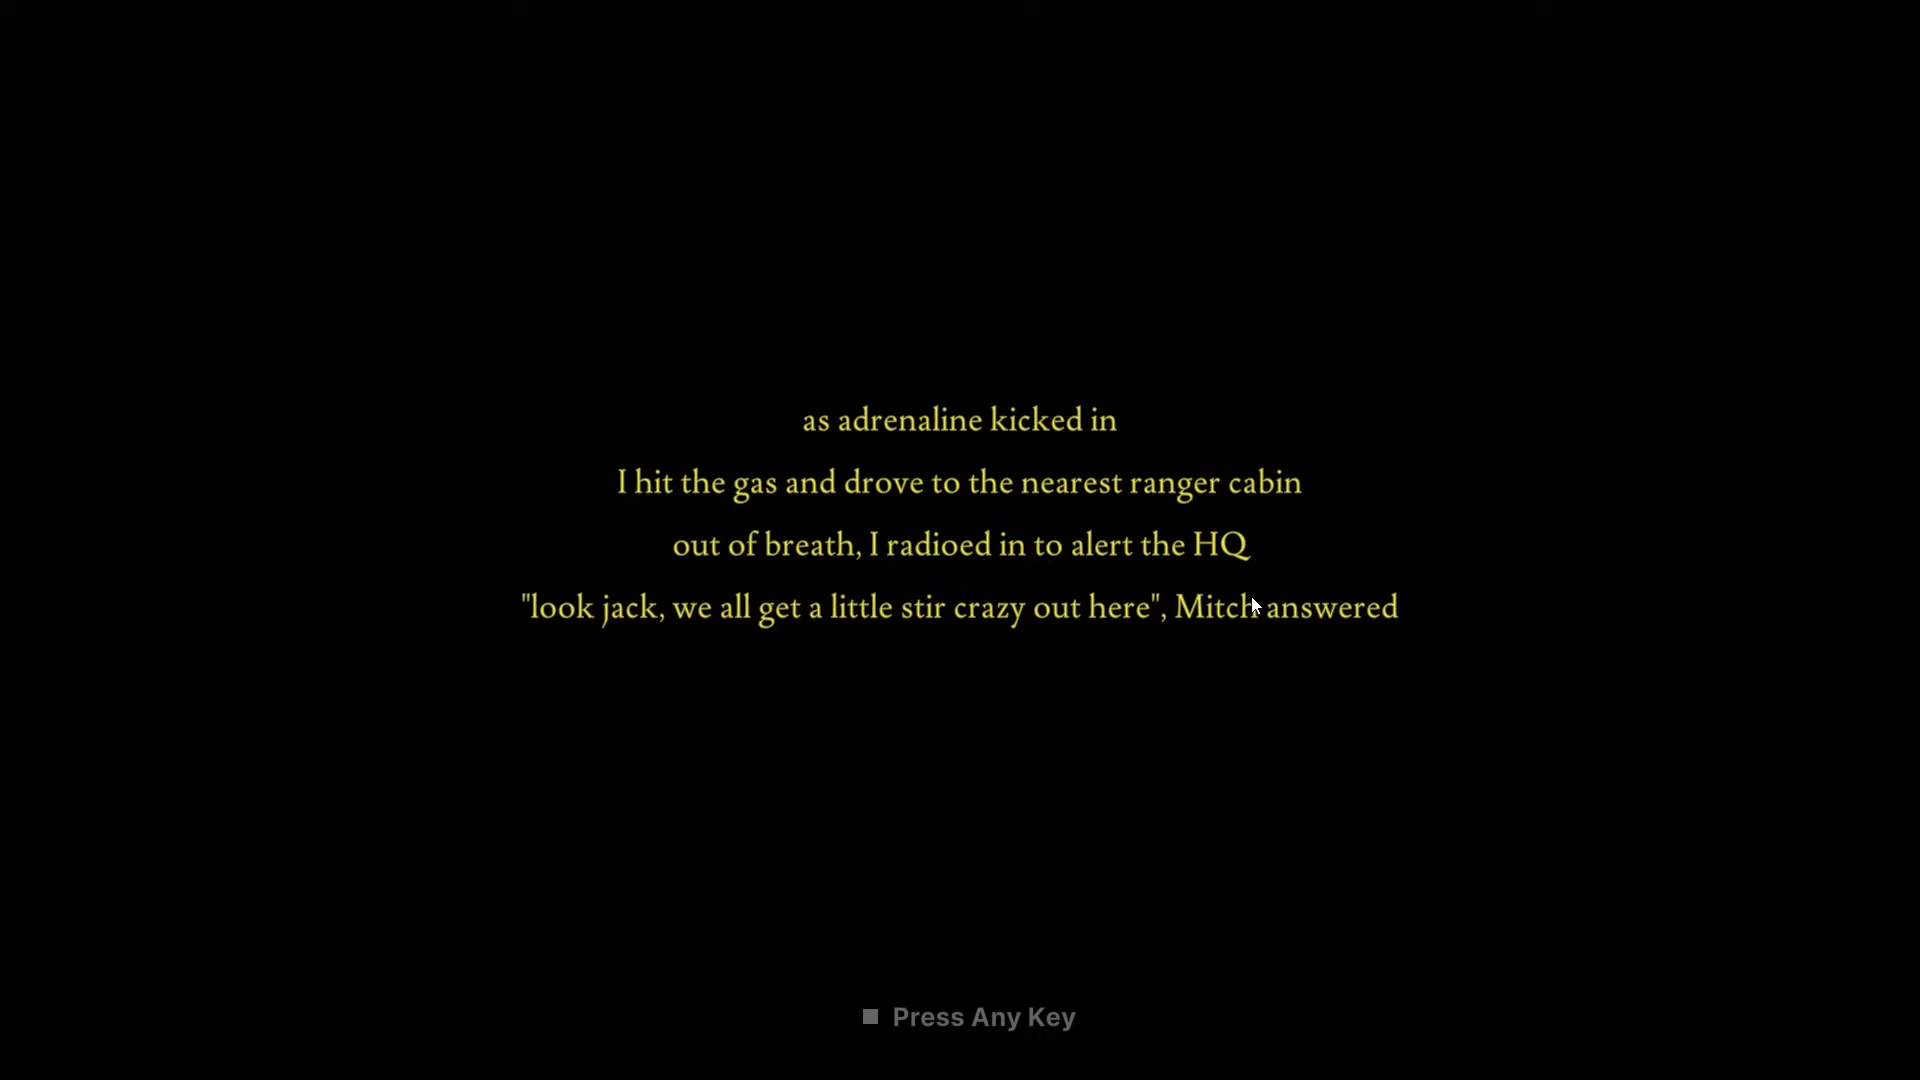 as adrenaline kicked in
I hit the gas and drove to the nearest ranger cabin
out of breath, I radioed in to alert the HQ
"look jack, we all get a little stir crazy out here", Mitch answered
Press Any Key